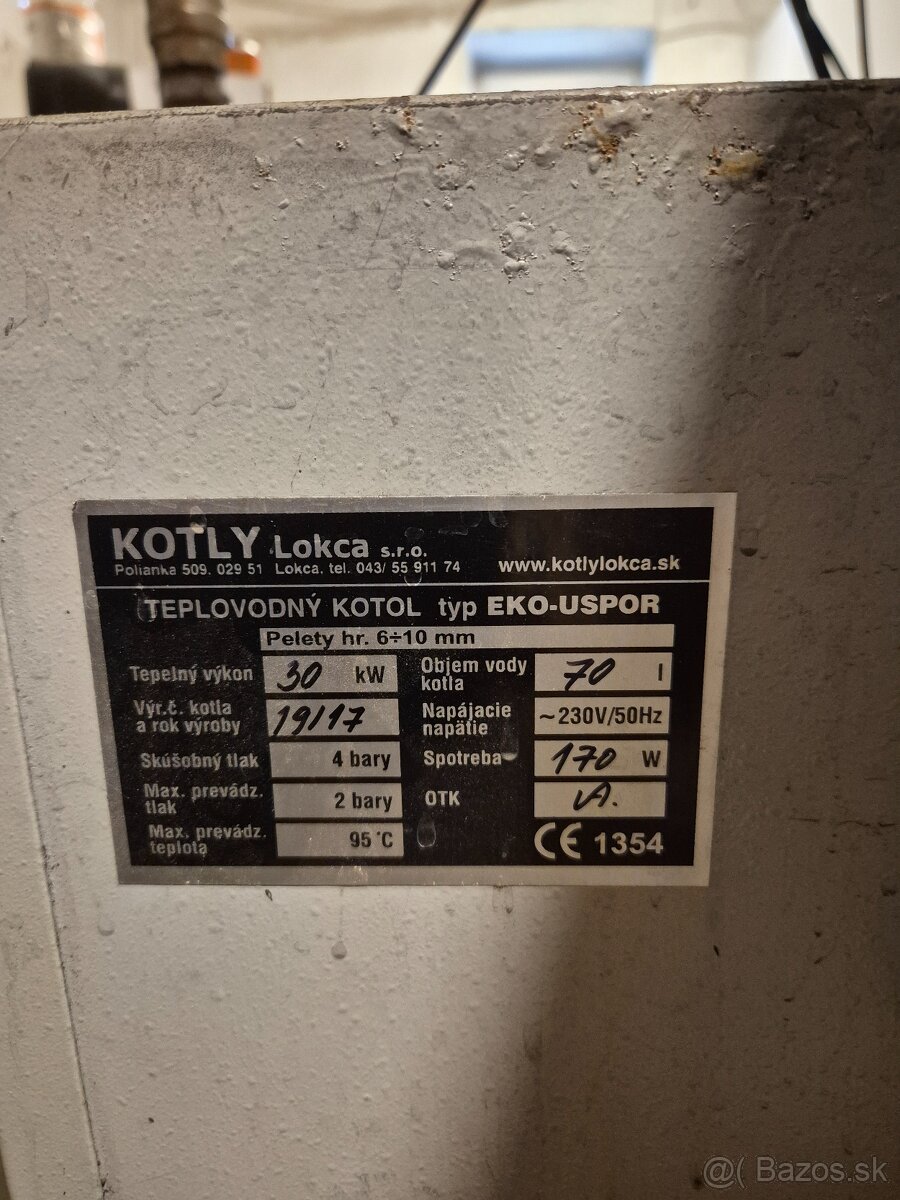 KOTLY Lokca s.r.o.
Polianka 509. 029 51 Lokca. tel. 043/ 55 911 74 www.kotlylokca.sk
TEPLOVODNÝ KOTOL typ EKO-USPOR
Pelety hr. 6÷10 mm
Tepelný výkon 30 kW
Objem vody kotla 70 l
Výr.č. kotla a rok výroby 19/17
Napájacie napätie ~230V/50Hz
Skúšobný tlak 4 bary
Spotreba 170 W
Max. prevádz. tlak 2 bary
OTK
Max. prevádz. teplota 95°C
CE 1354
@( Bazos.sk